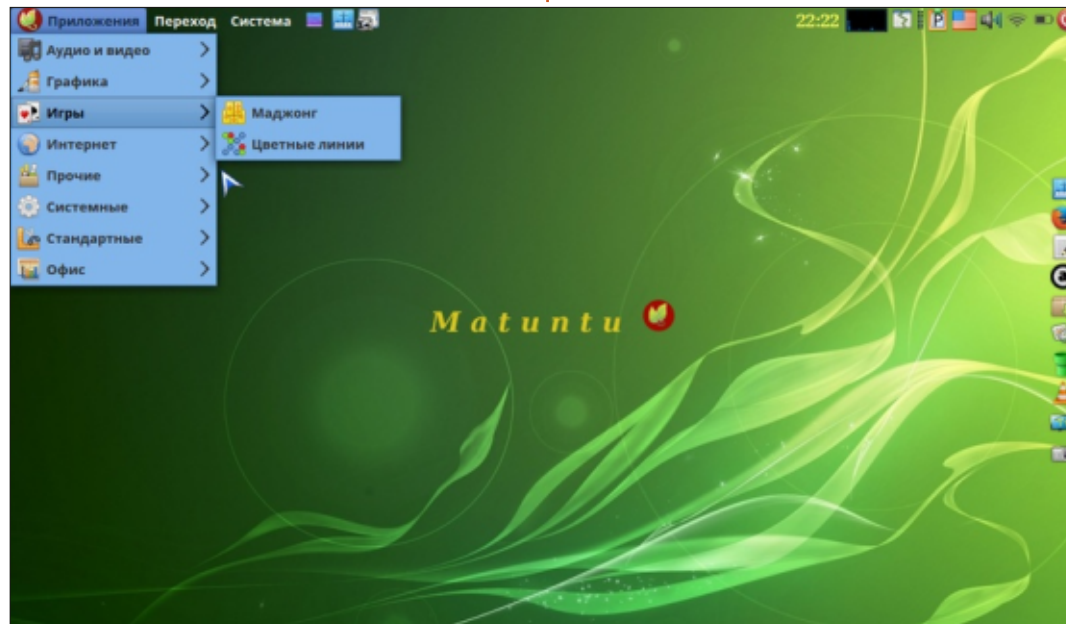 Приложения Переход Система 22:22 P
Аудио и видео
Графика
Игры
Маджонг
Интернет
Цветные линии
Прочие
Системные
Стандартные
Офис
Matuntu